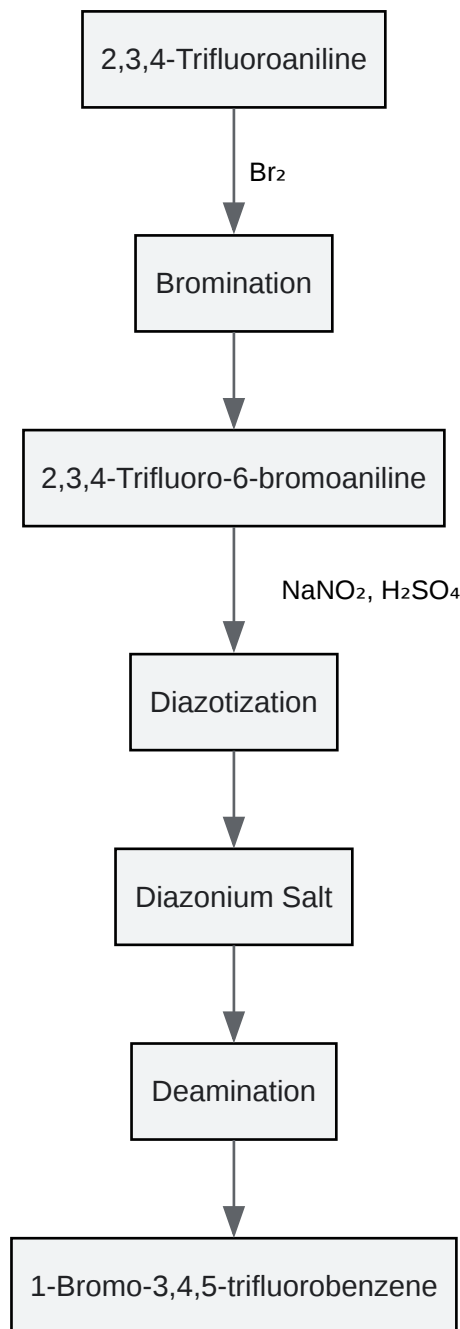 2,3,4-Trifluoroaniline
Br₂
Bromination
2,3,4-Trifluoro-6-bromoaniline
NaNO₂, H₂SO₄
Diazotization
Diazonium Salt
Deamination
1-Bromo-3,4,5-trifluorobenzene